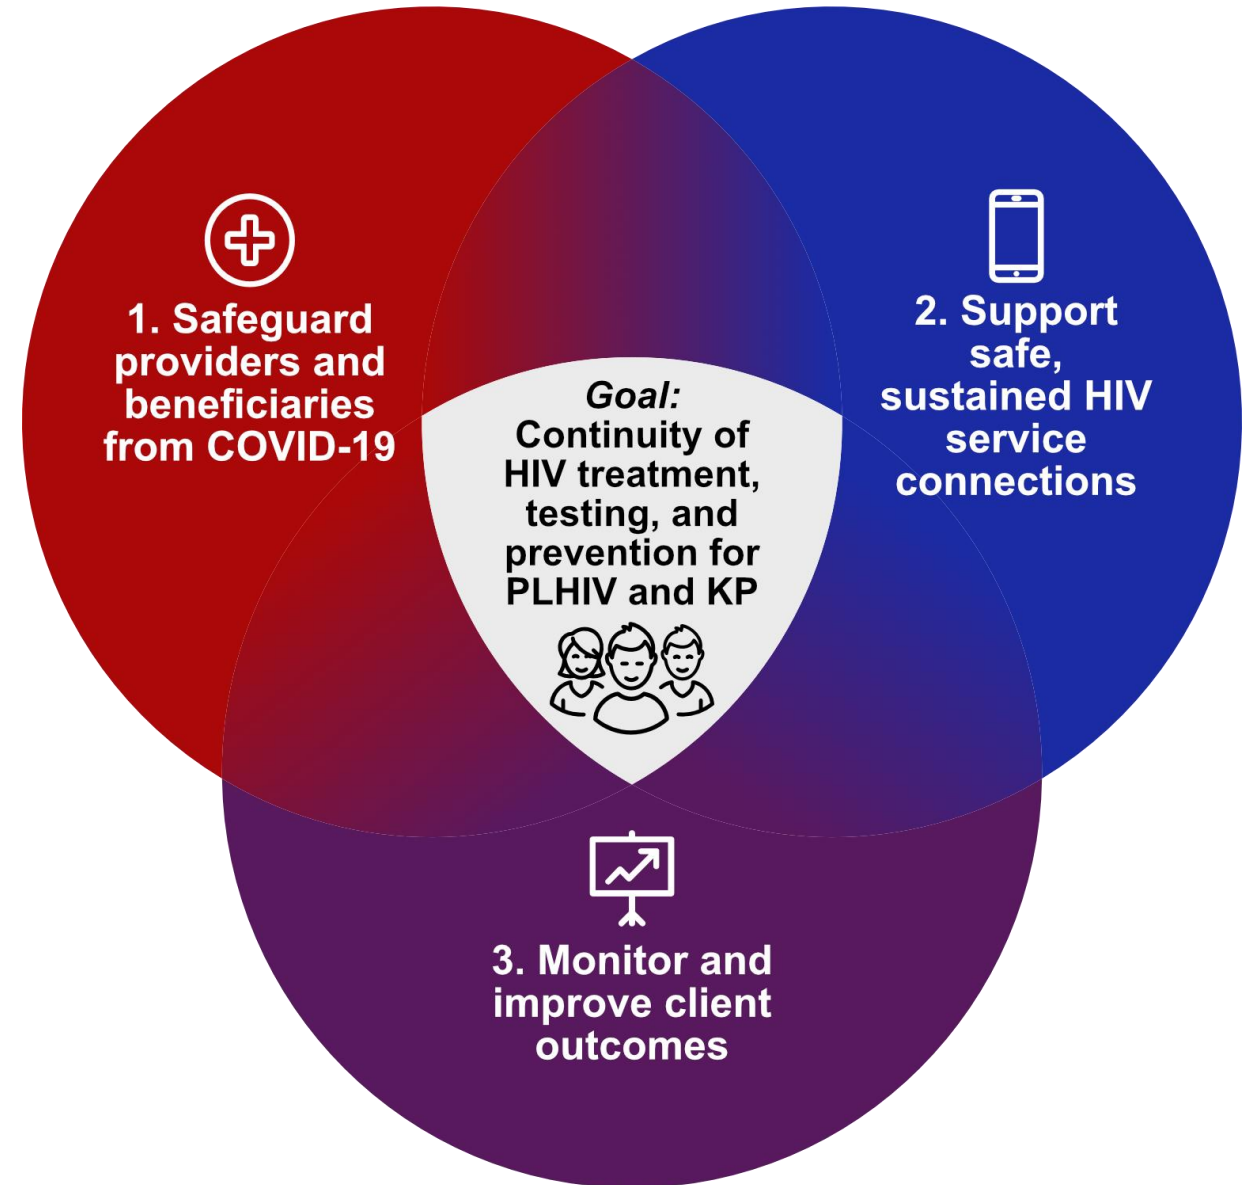 1. Safeguard
providers and
beneficiaries
from COVID-19
2. Support
safe,
sustained HIV
service
connections
Goal:
Continuity of
HIV treatment,
testing, and
prevention for
PLHIV and KP
3. Monitor and
improve client
outcomes